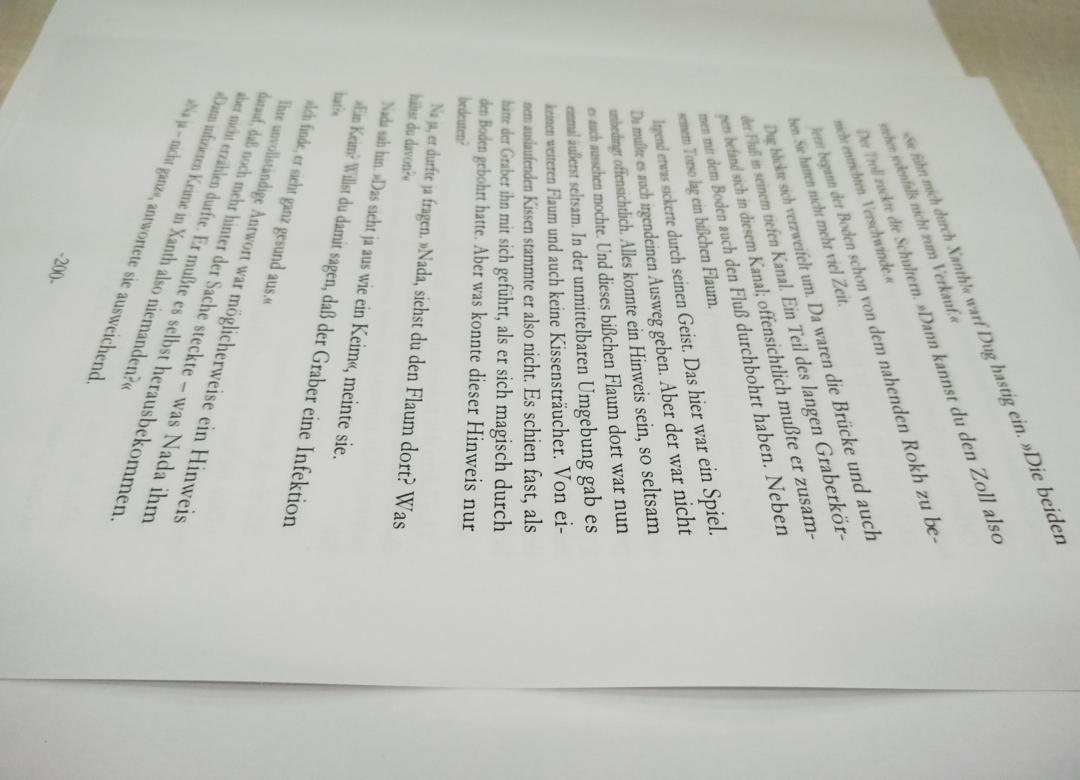 »Sie führt mich durch Xanth!« warf Dug hastig ein. »Die beiden
stehen jedenfalls nicht zum Verkauf.«
Der Troll zuckte die Schultern. »Dann kannst du den Zoll also
nicht entrichten. Verschwinde.«
Jetzt begann der Boden schon von dem nahenden Rokh zu be-
ben. Sie hatten nicht mehr viel Zeit.
Dug blickte sich verzweifelt um. Da waren die Brücke und auch
der Fluß in seinem tiefen Kanal. Ein Teil des langen Graberkör-
pers befand sich in diesem Kanal; offensichtlich mußte er zusam-
men mit dem Boden auch den Fluß durchbohrt haben. Neben
seinem Torso lag ein bißchen Flaum.
Irgend etwas sickerte durch seinen Geist. Das hier war ein Spiel.
Da mußte es auch irgendeinen Ausweg geben. Aber der war nicht
unbedingt offensichtlich. Alles konnte ein Hinweis sein, so seltsam
es auch aussehen mochte. Und dieses bißchen Flaum dort war nun
einmal äußerst seltsam. In der unmittelbaren Umgebung gab es
keinen weiteren Flaum und auch keine Kissensträucher. Von ei-
nem auslaufenden Kissen stammte er also nicht. Es schien fast, als
hätte der Graber ihn mit sich geführt, als er sich magisch durch
den Boden gebohrt hatte. Aber was konnte dieser Hinweis nur
bedeuten?
Na ja, er durfte ja fragen. »Nada, siehst du den Flaum dort? Was
hältst du davon?«
Nada sah hin. »Das sieht ja aus wie ein Keim«, meinte sie.
»Ein Keim? Willst du damit sagen, daß der Graber eine Infektion
hat?«
»Ich finde, er sieht ganz gesund aus.«
Ihre unvollständige Antwort war möglicherweise ein Hinweis
darauf, daß noch mehr hinter der Sache steckte – was Nada ihm
aber nicht erzählen durfte. Er mußte es selbst herausbekommen.
»Dann infizieren Keime in Xanth also niemanden?«
»Na ja – nicht ganz«, antwortete sie ausweichend.
-200-